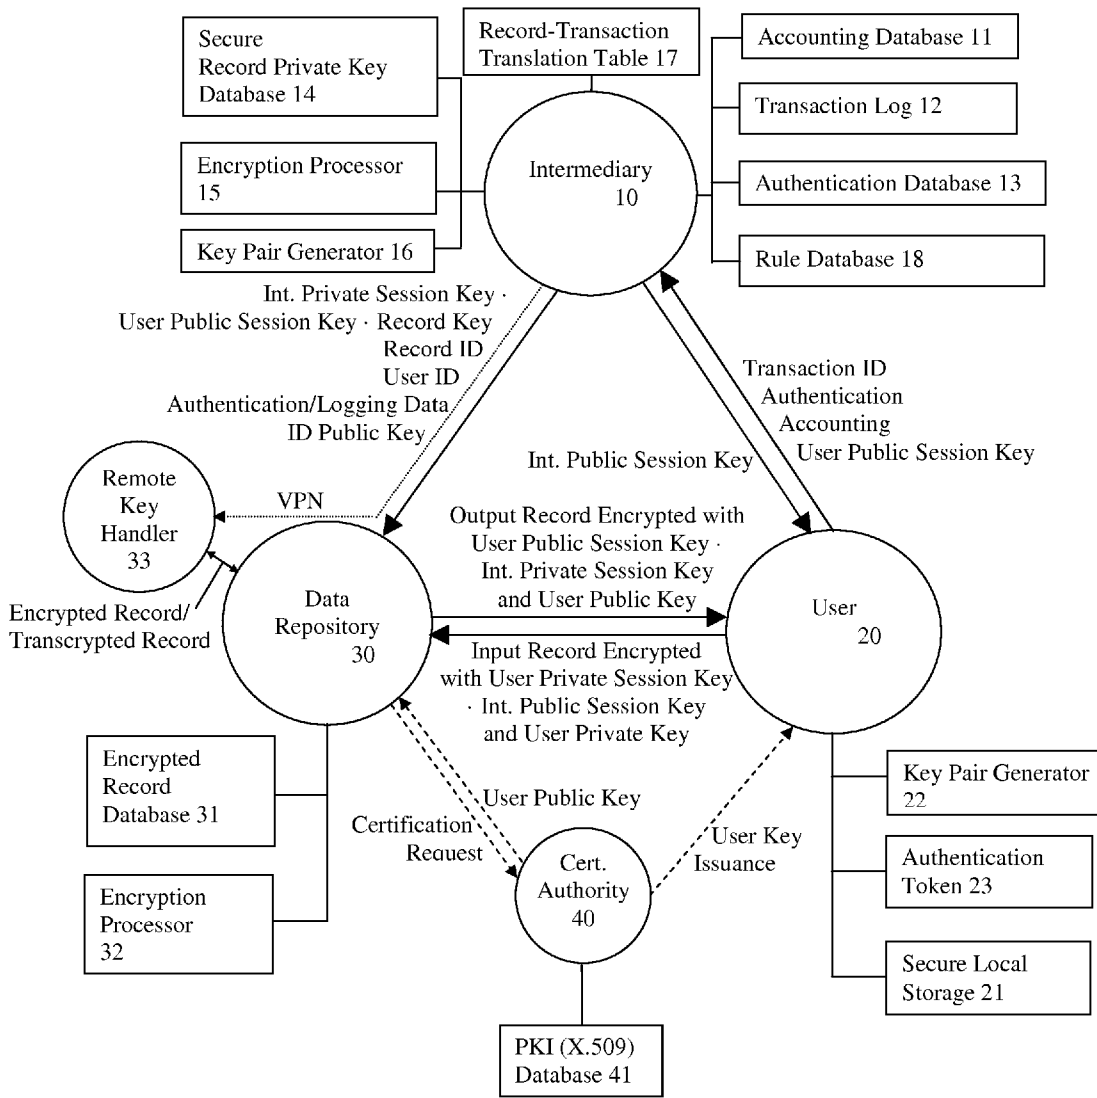 Secure
Record Private Key
Database 14
Record-Transaction
Translation Table 17
Accounting Database 11
Transaction Log 12
Encryption Processor
15
Intermediary
10
Authentication Database 13
Key Pair Generator 16
Rule Database 18
Int. Private Session Key ·
User Public Session Key · Record Key
Record ID
User ID
Authentication/Logging Data
ID Public Key
Transaction ID
Authentication
Accounting
User Public Session Key
Int. Public Session Key
Remote
Key
Handler
33
VPN
Output Record Encrypted with
User Public Session Key ·
Int. Private Session Key
and User Public Key
Encrypted Record/
Transcrypted Record
Data
Repository
30
User
20
Input Record Encrypted
with User Private Session Key
· Int. Public Session Key
and User Private Key
Encrypted
Record
Database 31
Encryption
Processor
32
User Public Key
Certification
Request
Cert.
Authority
40
User Key
Issuance
Key Pair Generator
22
Authentication
Token 23
Secure Local
Storage 21
PKI (X.509)
Database 41